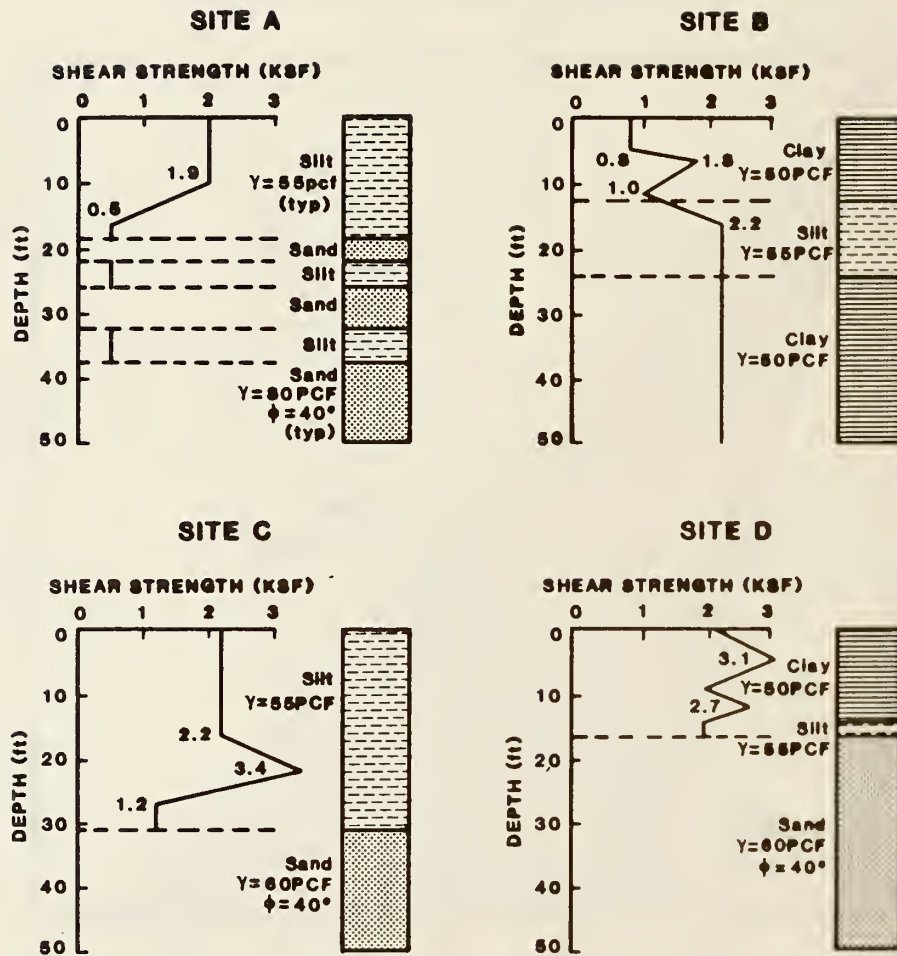 SITE A
SHEAR STRENGTH (KSF)
0 1 2 3
DEPTH (ft)
0
10
20
30
40
50
1.9
0.5
Silt
γ=55pcf
(typ)
Sand
Silt
Sand
Silt
Sand
γ=60PCF
ϕ=40°
(typ)
SITE B
SHEAR STRENGTH (KSF)
0 1 2 3
DEPTH (ft)
0
10
20
30
40
50
0.8
1.8
1.0
2.2
Clay
γ=50PCF
Silt
γ=55PCF
Clay
γ=50PCF
SITE C
SHEAR STRENGTH (KSF)
0 1 2 3
DEPTH (ft)
0
10
20
30
40
50
2.2
3.4
1.2
Silt
γ=55PCF
Sand
γ=60PCF
ϕ=40°
SITE D
SHEAR STRENGTH (KSF)
0 1 2 3
DEPTH (ft)
0
10
20
30
40
50
3.1
2.7
Clay
γ=50PCF
Silt
γ=55PCF
Sand
γ=60PCF
ϕ=40°